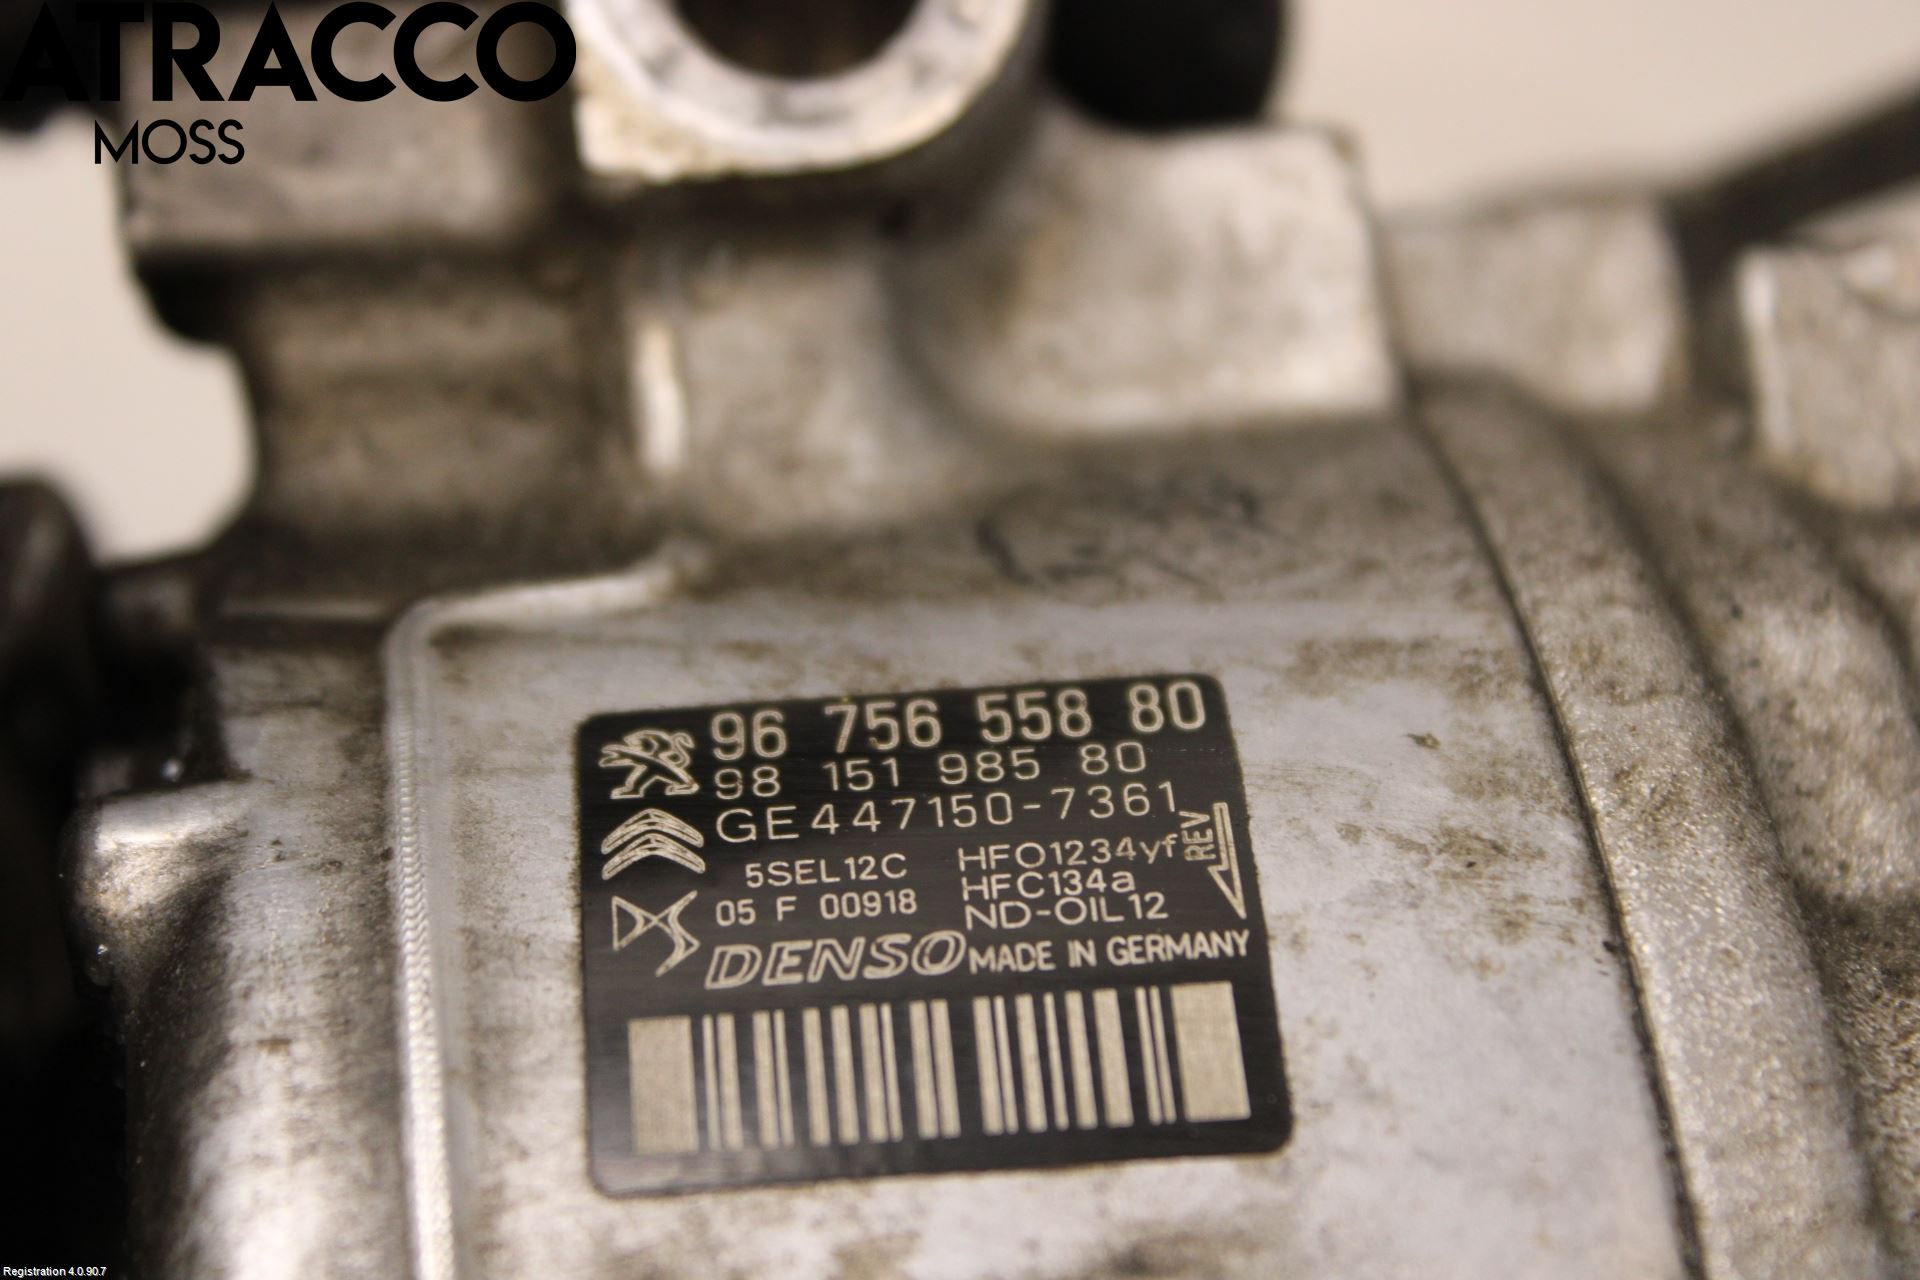 ATRACCO
MOSS
96 756 558 80
98 151 985 80
GE447150-7361
REV
5SEL12C HFO1234yf
HFC134a
05 F 00918 ND-OIL12
DENSO MADE IN GERMANY
Registration 4.0.90.7